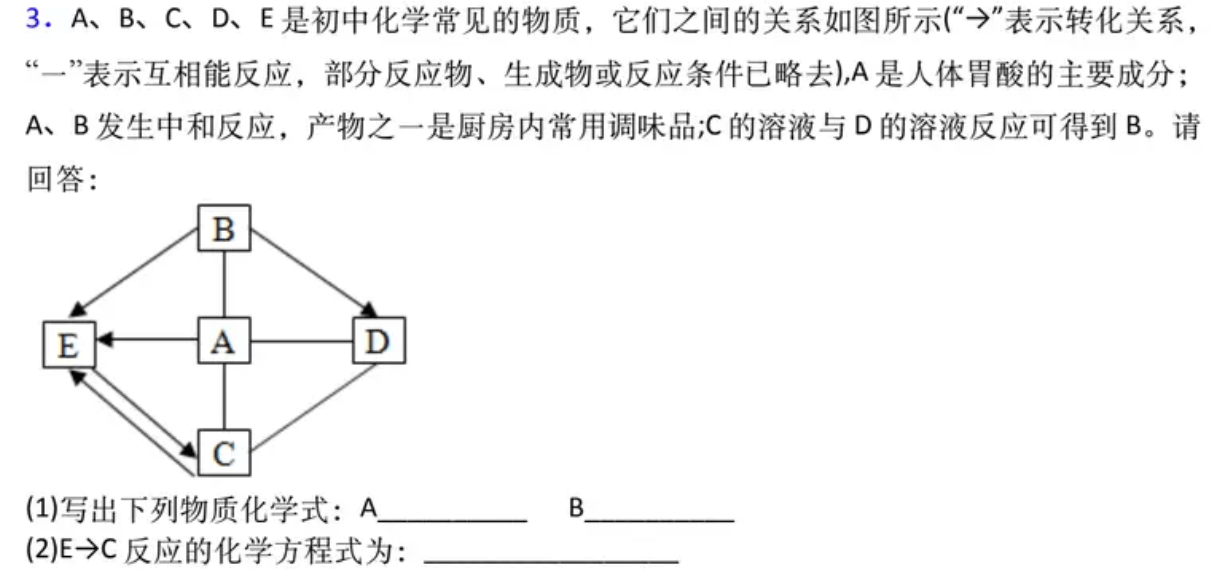 3．A、B、C、D、E 是初中化学常见的物质，它们之间的关系如图所示(“→”表示转化关系，
“一”表示互相能反应，部分反应物、生成物或反应条件已略去),A 是人体胃酸的主要成分；
A、B 发生中和反应，产物之一是厨房内常用调味品;C 的溶液与 D 的溶液反应可得到 B。请
回答：
B
E
A
D
C
(1)写出下列物质化学式：A__________ B__________
(2)E→C 反应的化学方程式为：__________________